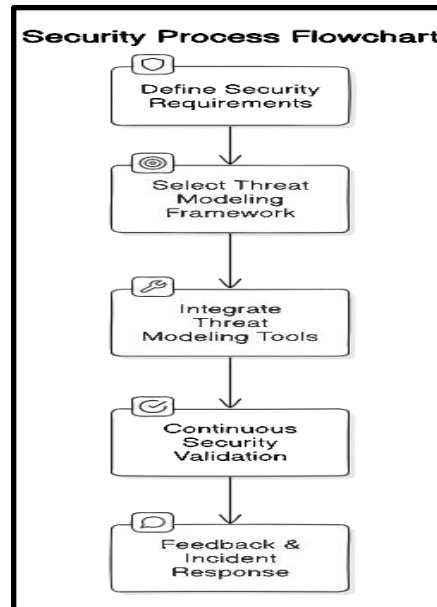 Security Process Flowchart
Define Security
Requirements
Select Threat
Modeling
Framework
Integrate
Threat
Modeling Tools
Continuous
Security
Validation
Feedback &
Incident
Response